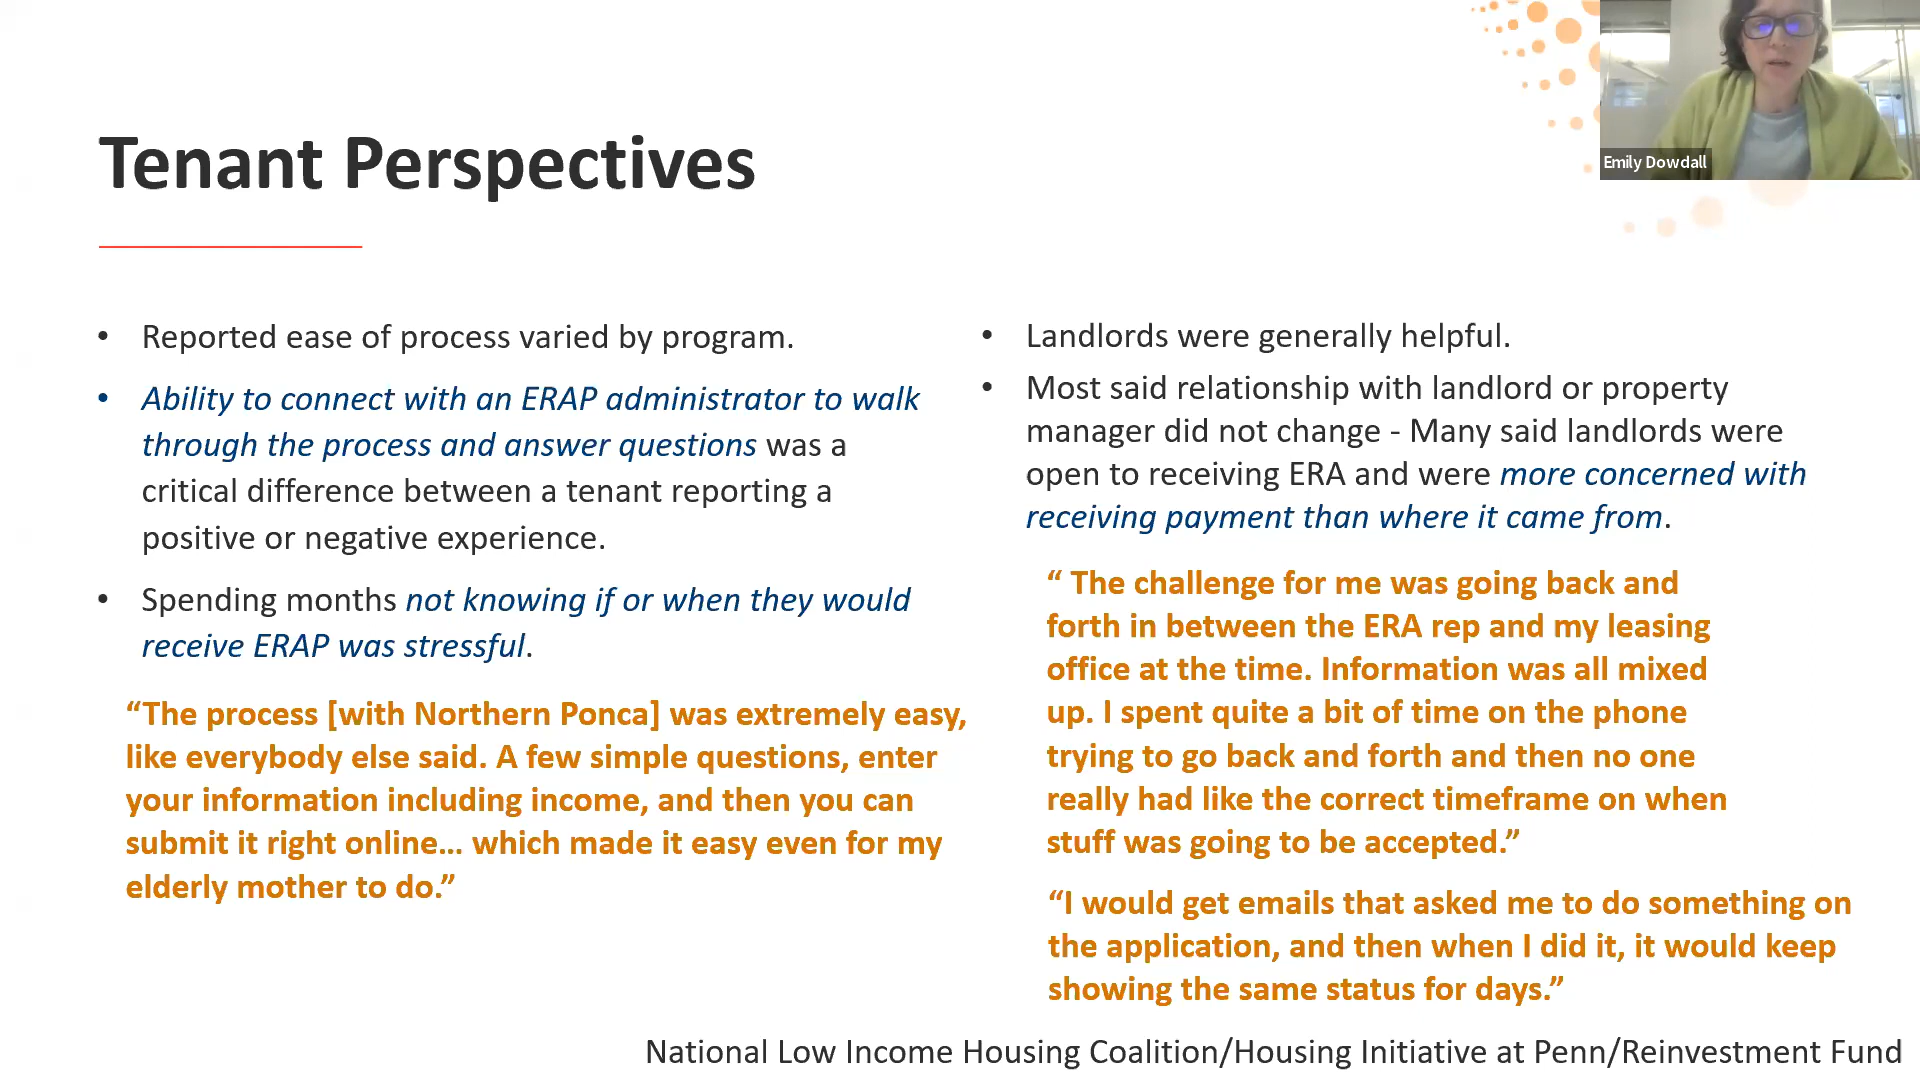 Emily Dowdall
Tenant Perspectives
• Reported ease of process varied by program.
• Ability to connect with an ERAP administrator to walk
through the process and answer questions was a
critical difference between a tenant reporting a
positive or negative experience.
• Spending months not knowing if or when they would
receive ERAP was stressful.
“The process [with Northern Ponca] was extremely easy,
like everybody else said. A few simple questions, enter
your information including income, and then you can
submit it right online… which made it easy even for my
elderly mother to do.”
• Landlords were generally helpful.
• Most said relationship with landlord or property
manager did not change - Many said landlords were
open to receiving ERA and were more concerned with
receiving payment than where it came from.
“ The challenge for me was going back and
forth in between the ERA rep and my leasing
office at the time. Information was all mixed
up. I spent quite a bit of time on the phone
trying to go back and forth and then no one
really had like the correct timeframe on when
stuff was going to be accepted.”
“I would get emails that asked me to do something on
the application, and then when I did it, it would keep
showing the same status for days.”
National Low Income Housing Coalition/Housing Initiative at Penn/Reinvestment Fund